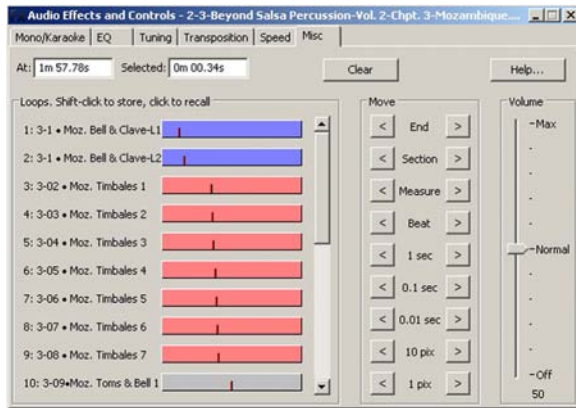 Audio Effects and Controls - 2-3-Beyond Salsa Percussion-Vol. 2-Chpt. 3-Mozambique....
Mono/Karaoke EQ Tuning Transposition Speed Misc
At: 1m 57.78s Selected: 0m 00.34s Clear Help...
Loops. Shift-click to store, click to recall
1: 3-1 • Moz. Bell & Clave-L1
2: 3-1 • Moz. Bell & Clave-L2
3: 3-02 • Moz. Timbales 1
4: 3-03 • Moz. Timbales 2
5: 3-04 • Moz. Timbales 3
6: 3-05 • Moz. Timbales 4
7: 3-06 • Moz. Timbales 5
8: 3-07 • Moz. Timbales 6
9: 3-08 • Moz. Timbales 7
10: 3-09•Moz. Toms & Bell 1
Move
< End >
< Section >
< Measure >
< Beat >
< 1 sec >
< 0.1 sec >
< 0.01 sec >
< 10 pix >
< 1 pix >
Volume
Max
Normal
Off
50